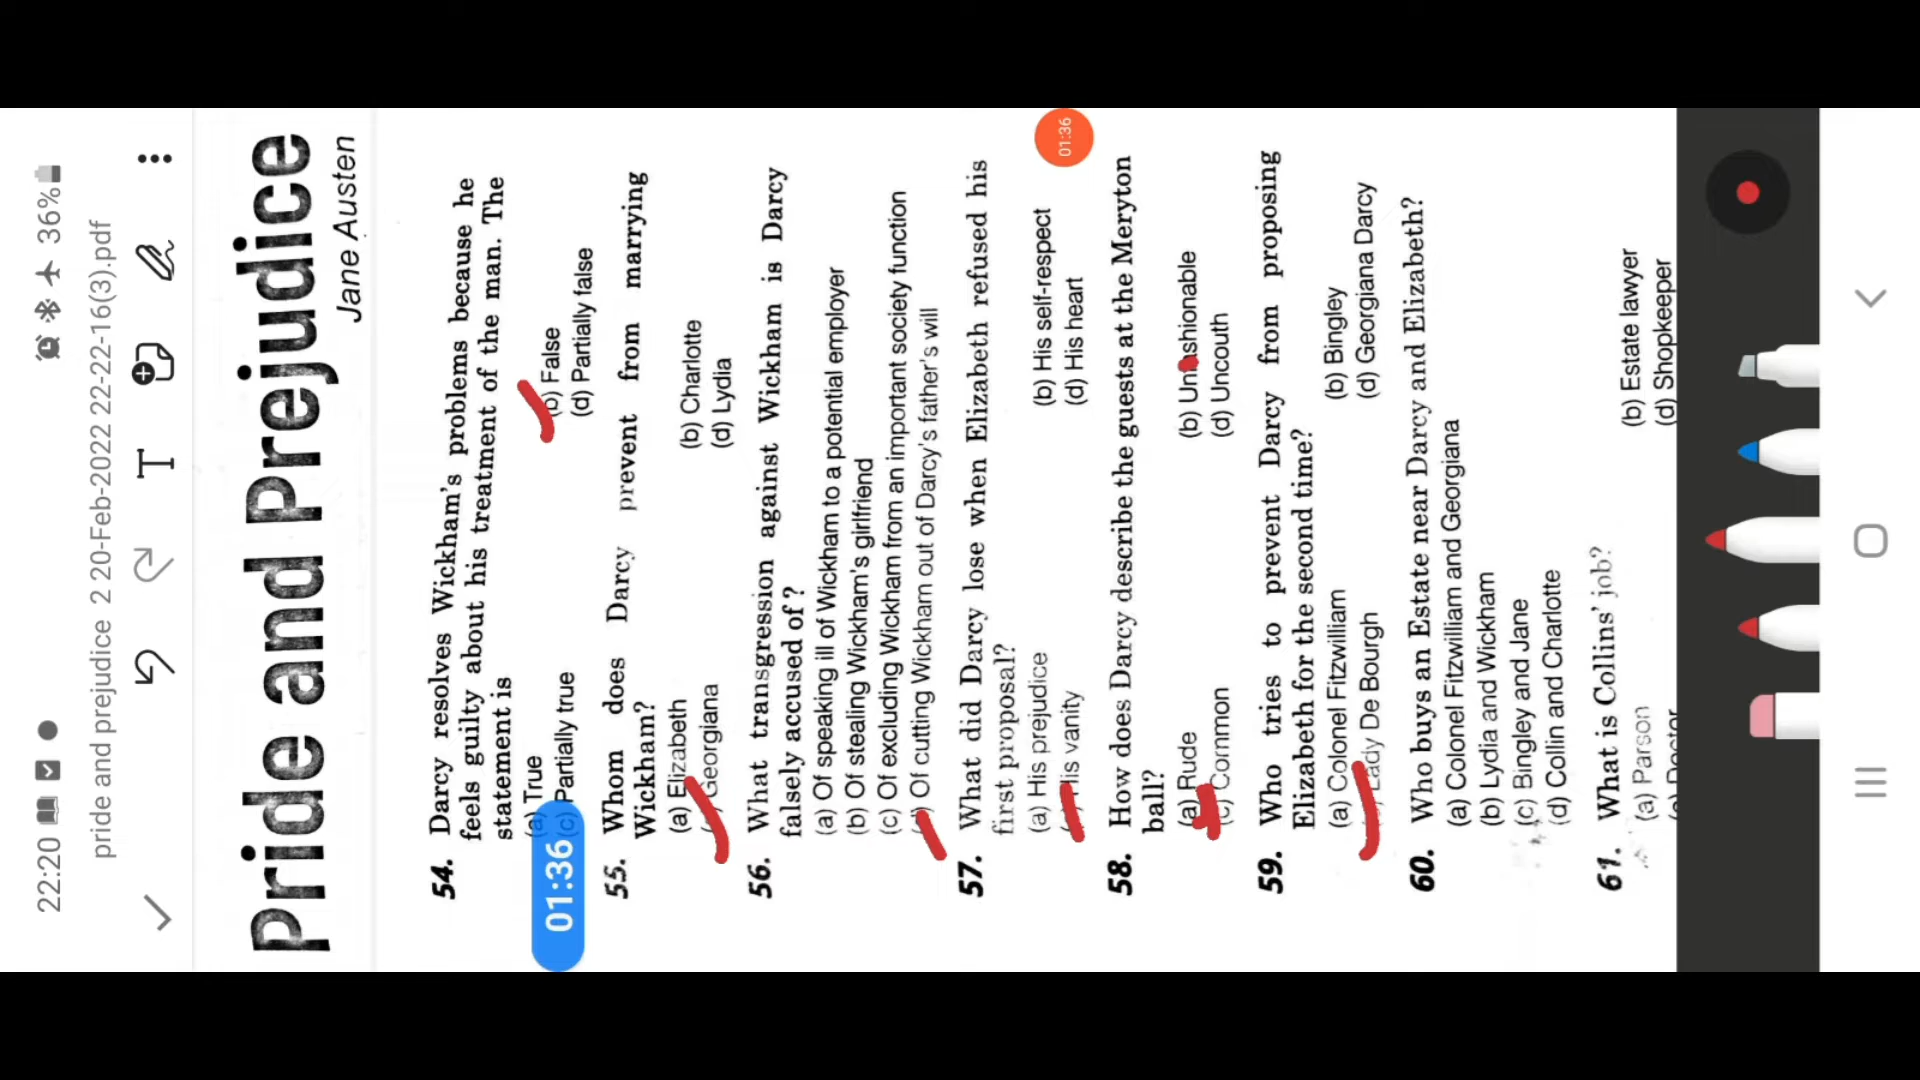 22:20 36%
pride and prejudice 2 20-Feb-2022 22-22-16(3).pdf
T
Pride and Prejudice
Jane Austen
54. Darcy resolves Wickham's problems because he
feels guilty about his treatment of the man. The
statement is
(a) True (b) False
(c) Partially true (d) Partially false
01:36
55. Whom does Darcy prevent from marrying
Wickham?
(a) Elizabeth (b) Charlotte
Georgiana (d) Lydia
56. What transgression against Wickham is Darcy
falsely accused of?
(a) Of speaking ill of Wickham to a potential employer
(b) Of stealing Wickham's girlfriend
(c) Of excluding Wickham from an important society function
Of cutting Wickham out of Darcy's father's will
57. What did Darcy lose when Elizabeth refused his
first proposal?
(a) His prejudice (b) His self-respect
His vanity (d) His heart
01:36
58. How does Darcy describe the guests at the Meryton
ball?
(a) Rude (b) Unfashionable
(c) Common (d) Uncouth
59. Who tries to prevent Darcy from proposing
Elizabeth for the second time?
(a) Colonel Fitzwilliam (b) Bingley
Lady De Bourgh (d) Georgiana Darcy
60. Who buys an Estate near Darcy and Elizabeth?
(a) Colonel Fitzwilliam and Georgiana
(b) Lydia and Wickham
(c) Bingley and Jane
(d) Collin and Charlotte
61. What is Collins' job?
(a) Parson (b) Estate lawyer
(c) Doctor (d) Shopkeeper